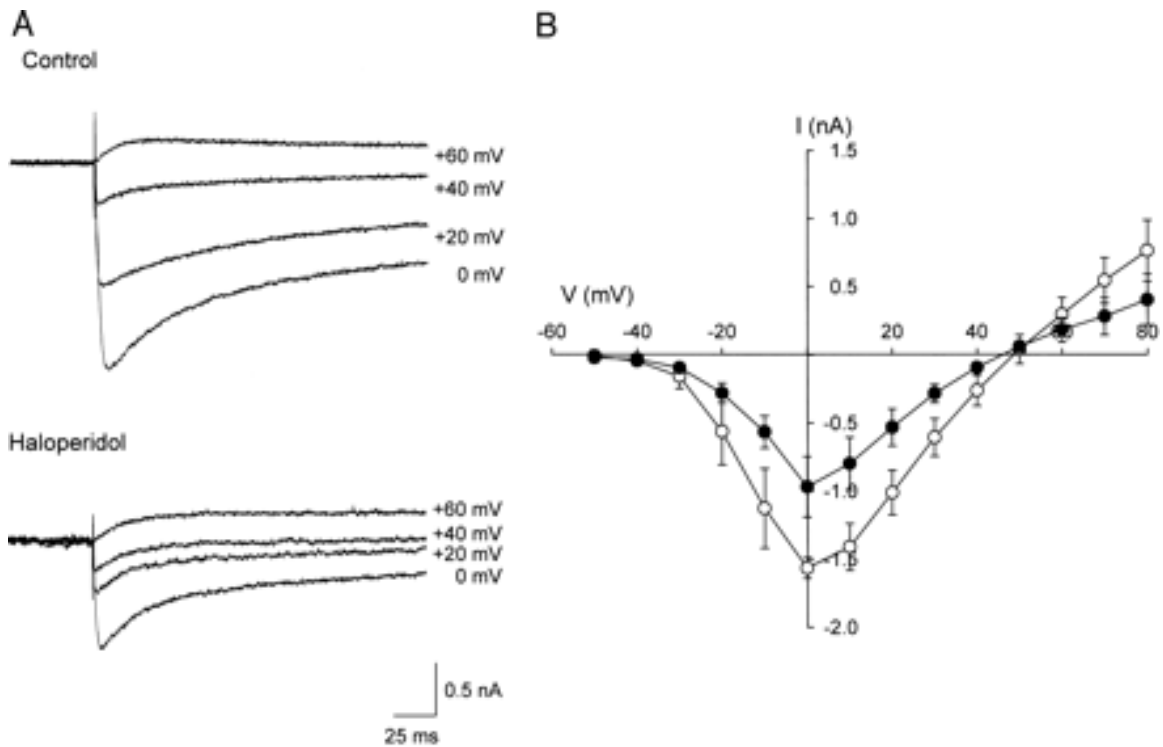 A
Control
+60 mV
+40 mV
+20 mV
0 mV
Haloperidol
+60 mV
+40 mV
+20 mV
0 mV
0.5 nA
25 ms
B
I (nA)
1.5
1.0
0.5
V (mV)
-60 -40 -20 20 40 60 80
-0.5
-1.0
-1.5
-2.0